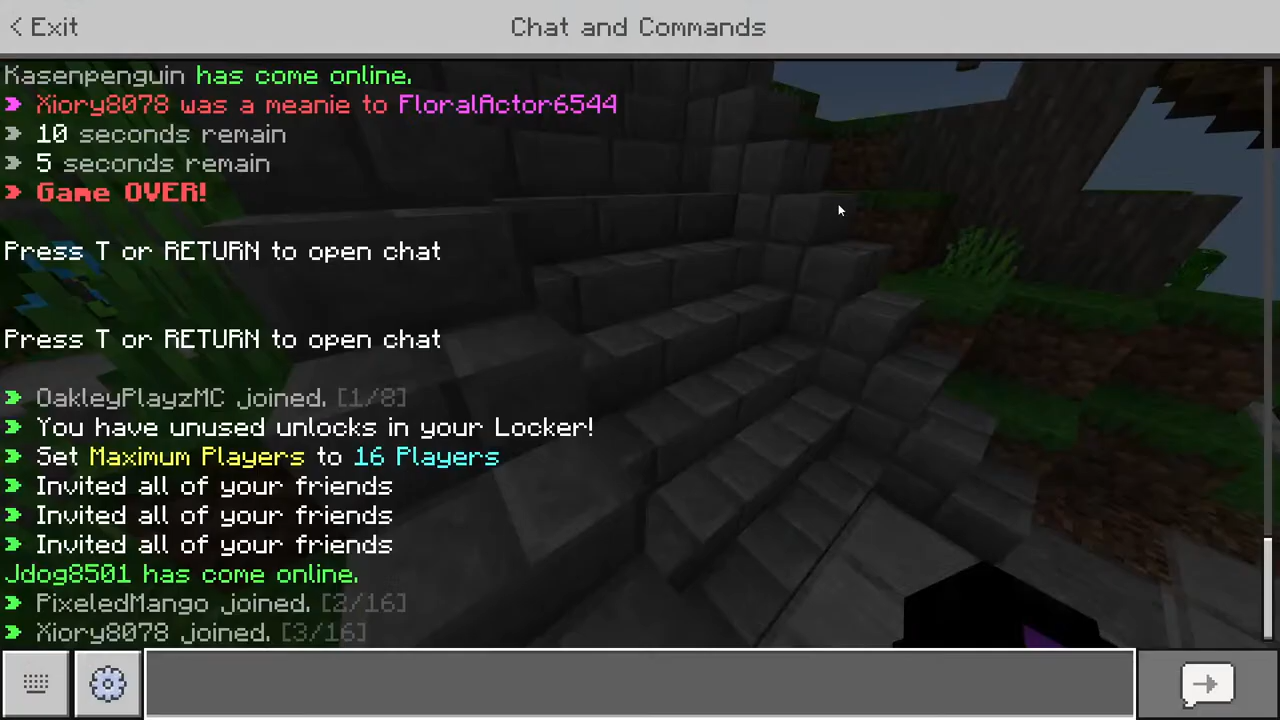 Exit
Chat and Commands
Kasenpenguin has come online.
Xiory8078 was a meanie to FloralActor6544
10 seconds remain
5 seconds remain
Game OVER!
Press T or RETURN to open chat
Press T or RETURN to open chat
OakleyPlayzMC joined. [1/8]
You have unused unlocks in your Locker!
Set Maximum Players to 16 Players
Invited all of your friends
Invited all of your friends
Invited all of your friends
Jdog8501 has come online.
PixeledMango joined. [2/16]
Xiory8078 joined. [3/16]